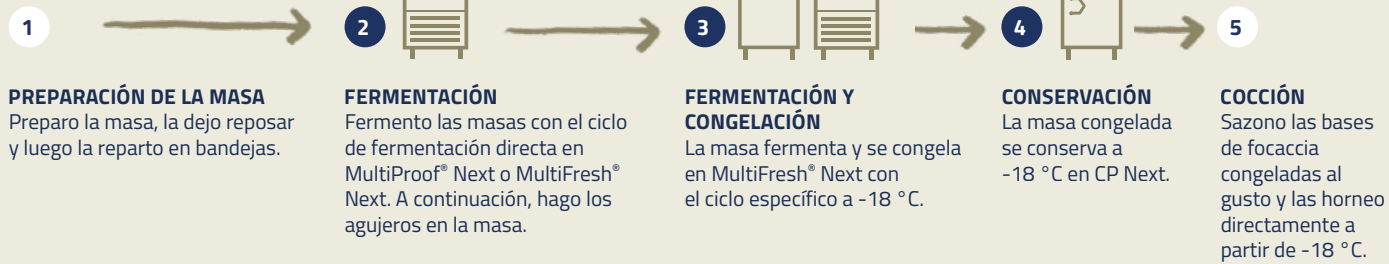 1
2
3
4
5
PREPARACIÓN DE LA MASA
Preparo la masa, la dejo reposar
y luego la reparto en bandejas.
FERMENTACIÓN
Fermento las masas con el ciclo
de fermentación directa en
MultiProof® Next o MultiFresh®
Next. A continuación, hago los
agujeros en la masa.
FERMENTACIÓN Y
CONGELACIÓN
La masa fermenta y se congela
en MultiFresh® Next con
el ciclo específico a -18 °C.
CONSERVACIÓN
La masa congelada
se conserva a
-18 °C en CP Next.
COCCIÓN
Sazono las bases
de focaccia
congeladas al
gusto y las horneo
directamente a
partir de -18 °C.